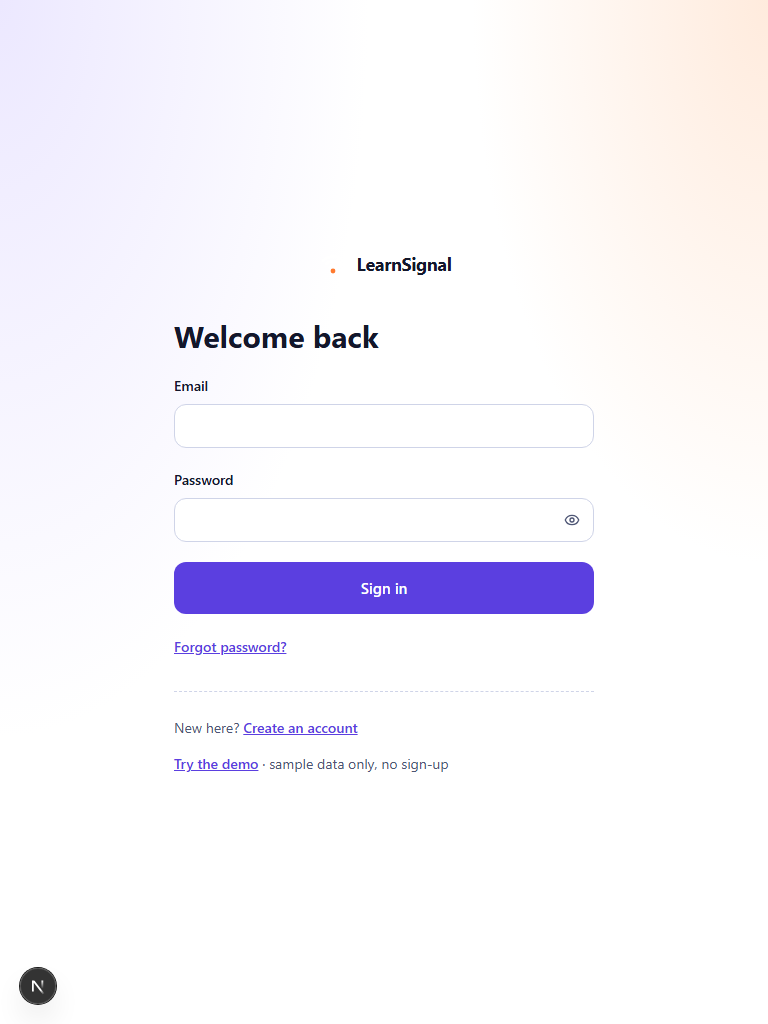 LearnSignal
Welcome back
Email
Password
Sign in
Forgot password?
New here? Create an account
Try the demo · sample data only, no sign-up
N